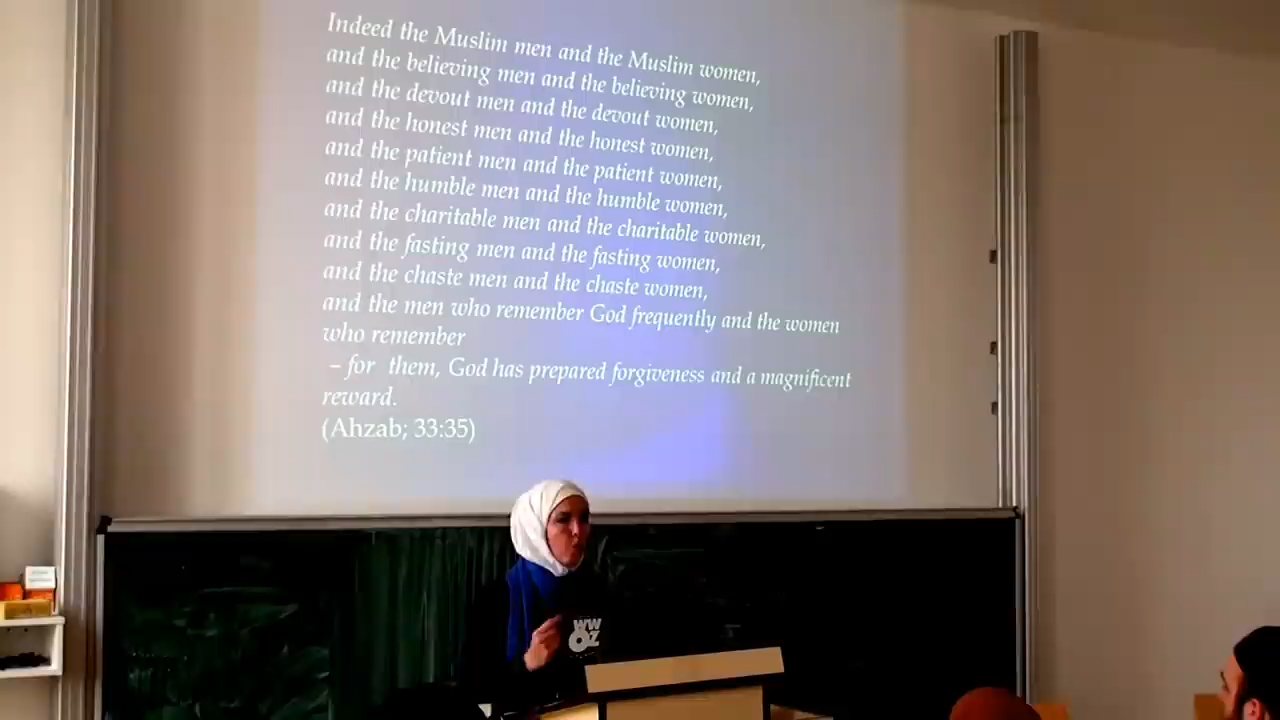 Indeed the Muslim men and the Muslim women,
and the believing men and the believing women,
and the devout men and the devout women,
and the honest men and the honest women,
and the patient men and the patient women,
and the humble men and the humble women,
and the charitable men and the charitable women,
and the fasting men and the fasting women,
and the chaste men and the chaste women,
and the men who remember God frequently and the women
who remember
– for them, God has prepared forgiveness and a magnificent
reward.
(Ahzab; 33:35)
WW
OZ